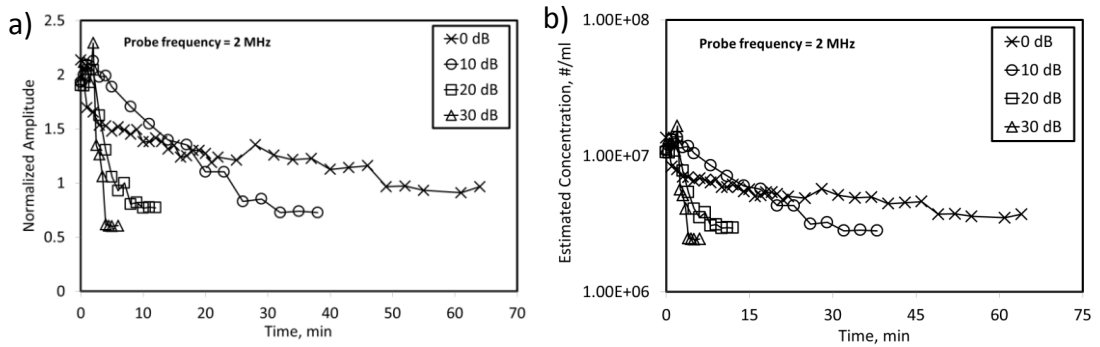 a)
Probe frequency = 2 MHz
0 dB
10 dB
20 dB
30 dB
2.5
2
1.5
1
0.5
0
Normalized Amplitude
0 10 20 30 40 50 60 70
Time, min
b)
Probe frequency = 2 MHz
0 dB
10 dB
20 dB
30 dB
1.00E+08
1.00E+07
1.00E+06
Estimated Concentration, #/ml
0 15 30 45 60 75
Time, min